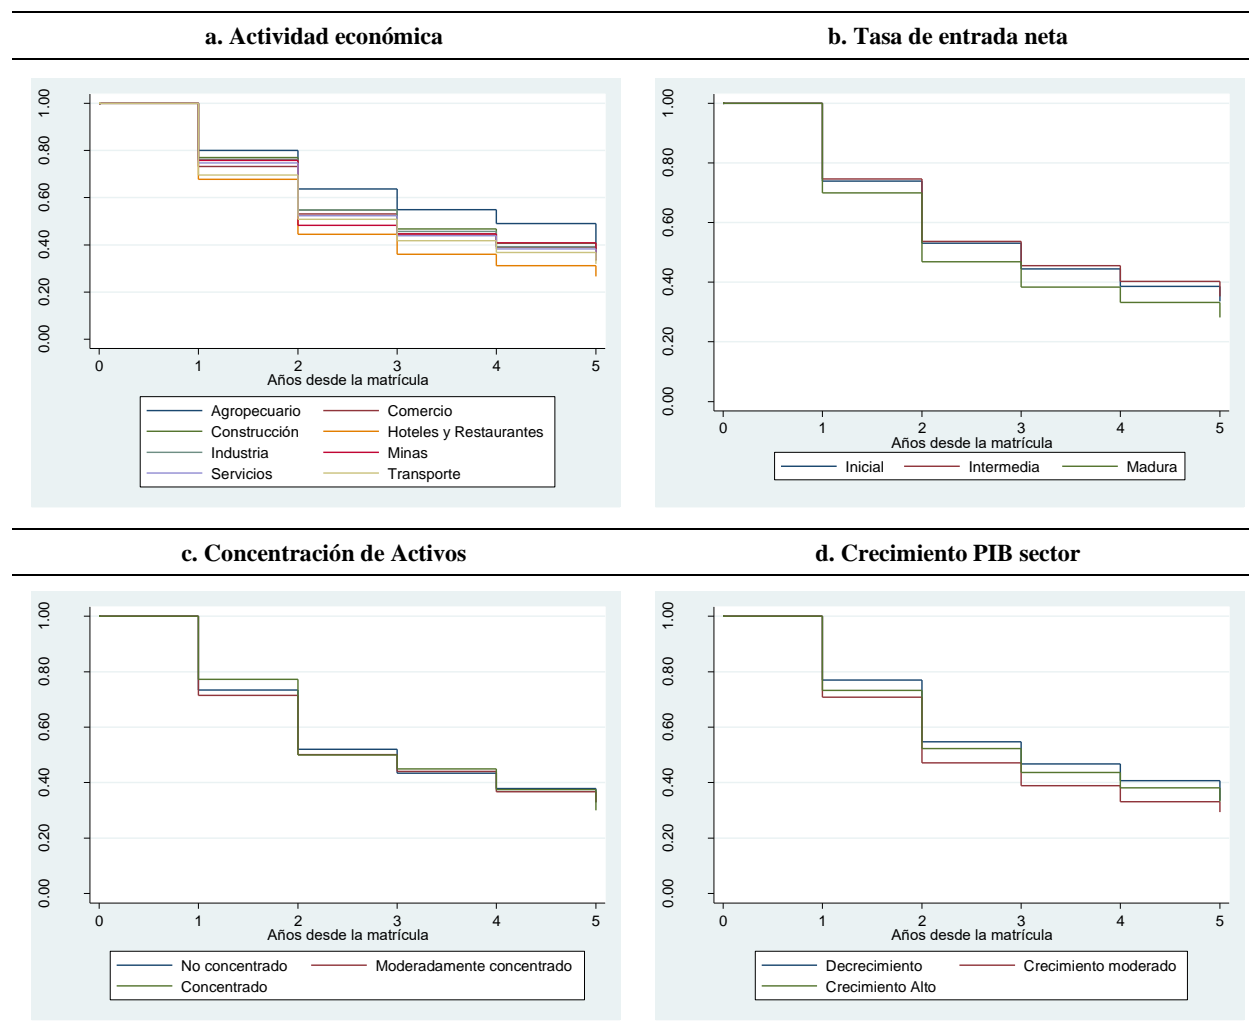 a. Actividad económica
b. Tasa de entrada neta
1.00
0.80
0.60
0.40
0.20
0.00
0 1 2 3 4 5
Años desde la matrícula
Agropecuario Comercio
Construcción Hoteles y Restaurantes
Industria Minas
Servicios Transporte
1.00
0.80
0.60
0.40
0.20
0.00
0 1 2 3 4 5
Años desde la matrícula
Inicial Intermedia Madura
c. Concentración de Activos
d. Crecimiento PIB sector
1.00
0.80
0.60
0.40
0.20
0.00
0 1 2 3 4 5
Años desde la matrícula
No concentrado Moderadamente concentrado
Concentrado
1.00
0.80
0.60
0.40
0.20
0.00
0 1 2 3 4 5
Años desde la matrícula
Decrecimiento Crecimiento moderado
Crecimiento Alto